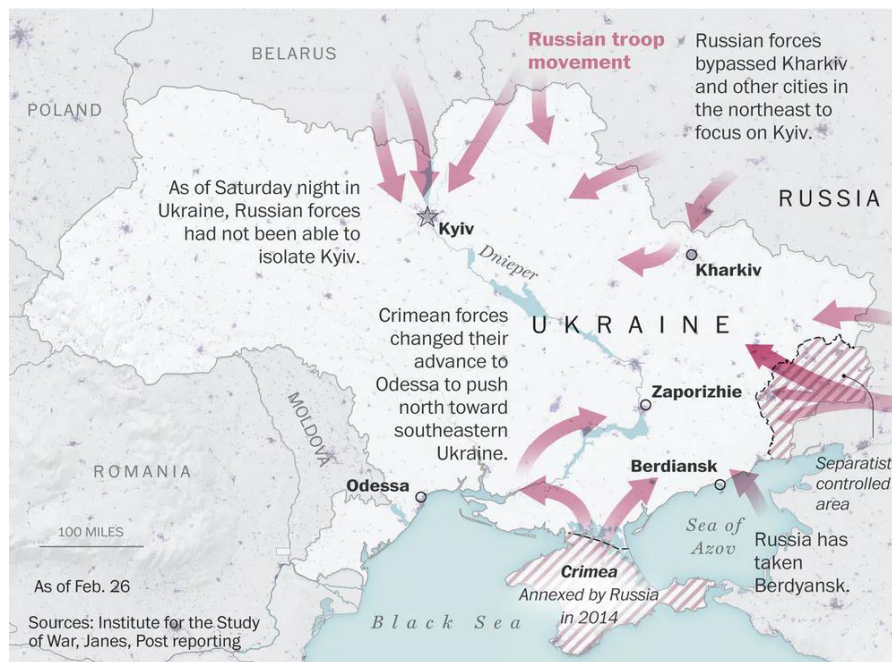 BELARUS
POLAND
Russian troop
movement
Russian forces
bypassed Kharkiv
and other cities in
the northeast to
focus on Kyiv.
RUSSIA
As of Saturday night in
Ukraine, Russian forces
had not been able to
isolate Kyiv.
Kyiv
Dnieper
Kharkiv
UKRAINE
Crimean forces
changed their
advance to
Odessa to push
north toward
southeastern
Ukraine.
Zaporizhie
MOLDOVA
ROMANIA
Odessa
Berdiansk
Separatist
controlled
area
100 MILES
Sea of
Azov
Russia has
taken
Berdyansk.
Crimea
Annexed by Russia
in 2014
Black Sea
As of Feb. 26
Sources: Institute for the Study
of War, Janes, Post reporting